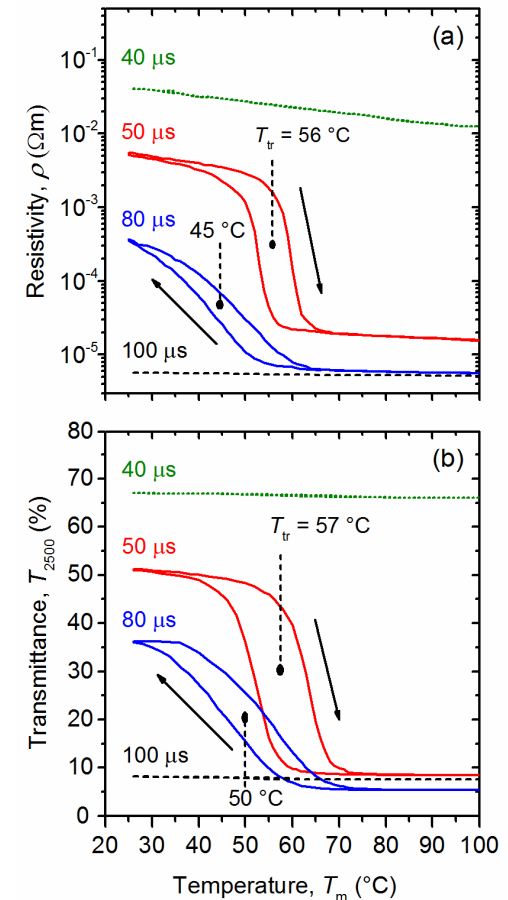 (a)
40 μs
50 μs
T_tr = 56 °C
80 μs
45 °C
100 μs
10⁻¹
10⁻²
10⁻³
10⁻⁴
10⁻⁵
Resistivity, ρ (Ωm)
(b)
40 μs
T_tr = 57 °C
50 μs
80 μs
100 μs
50 °C
80
70
60
50
40
30
20
10
0
Transmittance, T₂₅₀₀ (%)
20 30 40 50 60 70 80 90 100
Temperature, T_m (°C)